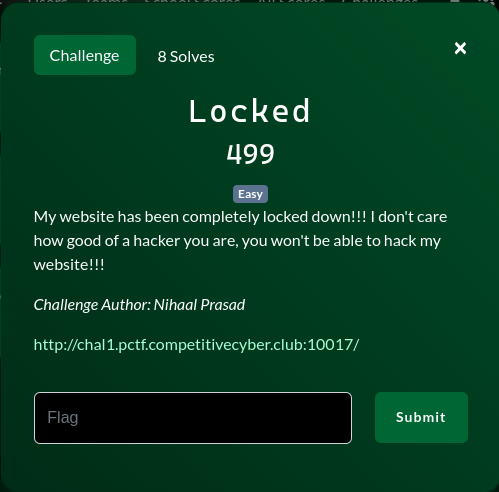 Challenge 8 Solves ×
Locked
499
Easy
My website has been completely locked down!!! I don't care
how good of a hacker you are, you won't be able to hack my
website!!!
Challenge Author: Nihaal Prasad
http://chal1.pctf.competitivecyber.club:10017/
Flag Submit